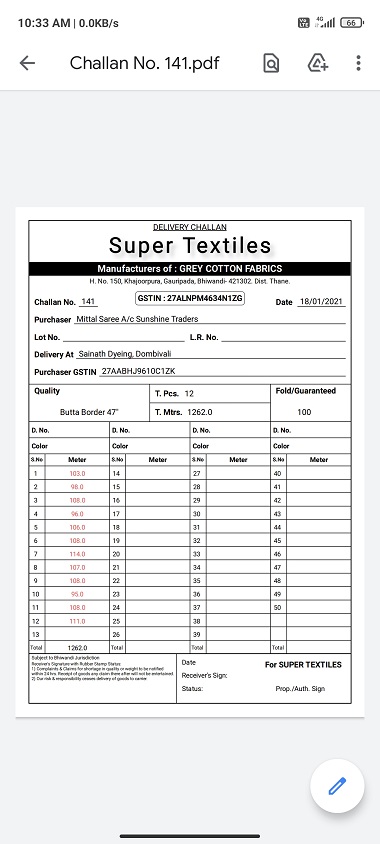 10:33 AM | 0.0KB/s 4G 66
Challan No. 141.pdf
DELIVERY CHALLAN
Super Textiles
Manufacturers of : GREY COTTON FABRICS
H. No. 150, Khajoorpura, Gauripada, Bhiwandi- 421302. Dist. Thane.
Challan No. 141 GSTIN : 27ALNPM4634N1ZG Date 18/01/2021
Purchaser Mittal Saree A/c Sunshine Traders
Lot No. L.R. No.
Delivery At Sainath Dyeing, Dombivali
Purchaser GSTIN 27AABHJ9610C1ZK
Quality T. Pcs. 12 Fold/Guaranteed
Butta Border 47" T. Mtrs. 1262.0 100
D. No. D. No. D. No. D. No.
Color Color Color Color
S.No Meter S.No Meter S.No Meter S.No Meter
1 103.0 14 27 40
2 98.0 15 28 41
3 108.0 16 29 42
4 96.0 17 30 43
5 106.0 18 31 44
6 108.0 19 32 45
7 114.0 20 33 46
8 107.0 21 34 47
9 108.0 22 35 48
10 95.0 23 36 49
11 108.0 24 37 50
12 111.0 25 38
13 26 39
Total 1262.0 Total Total Total
Subject to Bhiwandi Jurisdiction
Receiver's Signature with Rubber Stamp Status:
1) Complaints & Claims for shortage in quality or weight to be notified
within 24 hrs. Receipt of goods any claim there after will not be entertained.
2) Our risk & responsibility ceases delivery of goods to carrier
Date For SUPER TEXTILES
Receiver's Sign:
Status: Prop./Auth. Sign